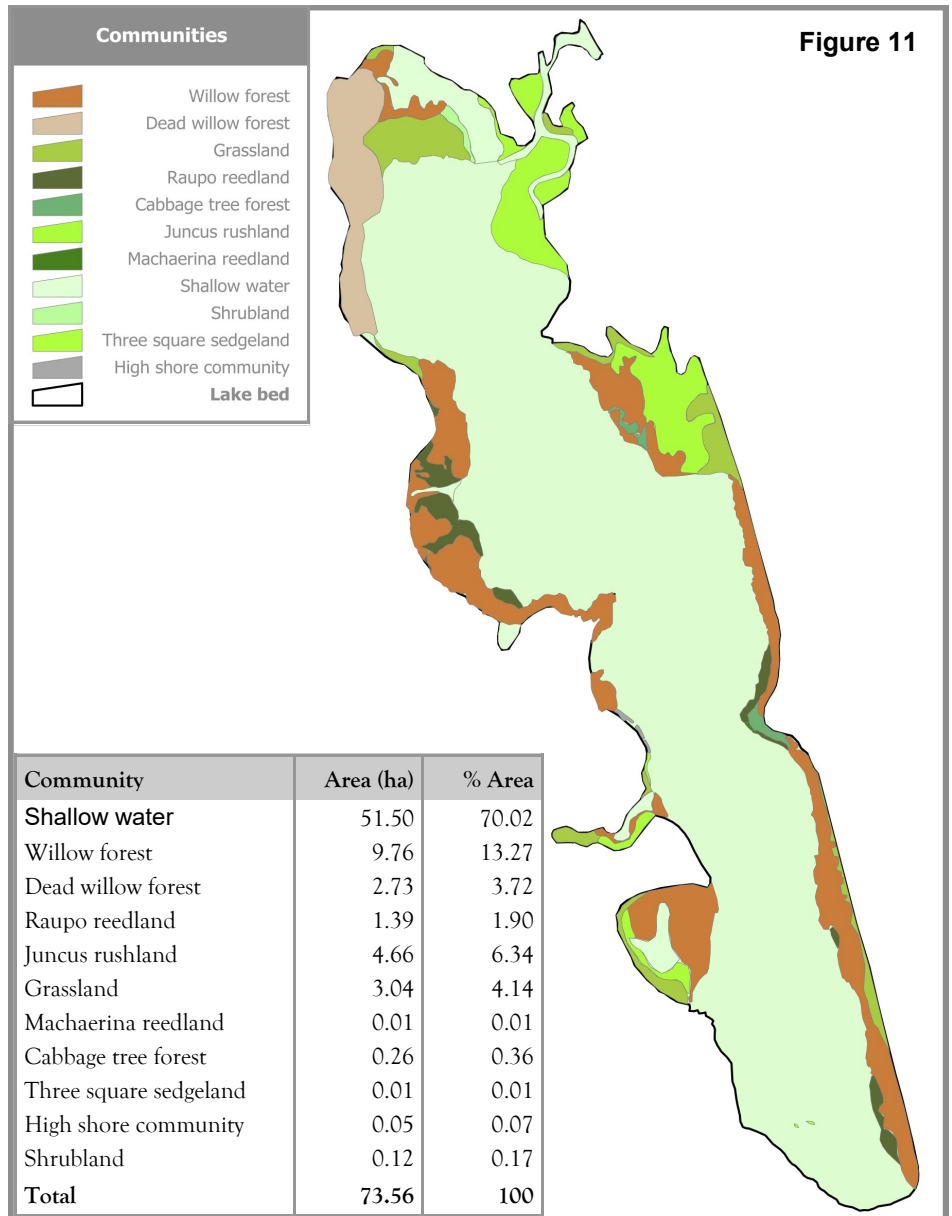 Communities
Figure 11
Willow forest
Dead willow forest
Grassland
Raupo reedland
Cabbage tree forest
Juncus rushland
Machaerina reedland
Shallow water
Shrubland
Three square sedgeland
High shore community
Lake bed
Community Area (ha) % Area
Shallow water 51.50 70.02
Willow forest 9.76 13.27
Dead willow forest 2.73 3.72
Raupo reedland 1.39 1.90
Juncus rushland 4.66 6.34
Grassland 3.04 4.14
Machaerina reedland 0.01 0.01
Cabbage tree forest 0.26 0.36
Three square sedgeland 0.01 0.01
High shore community 0.05 0.07
Shrubland 0.12 0.17
Total 73.56 100